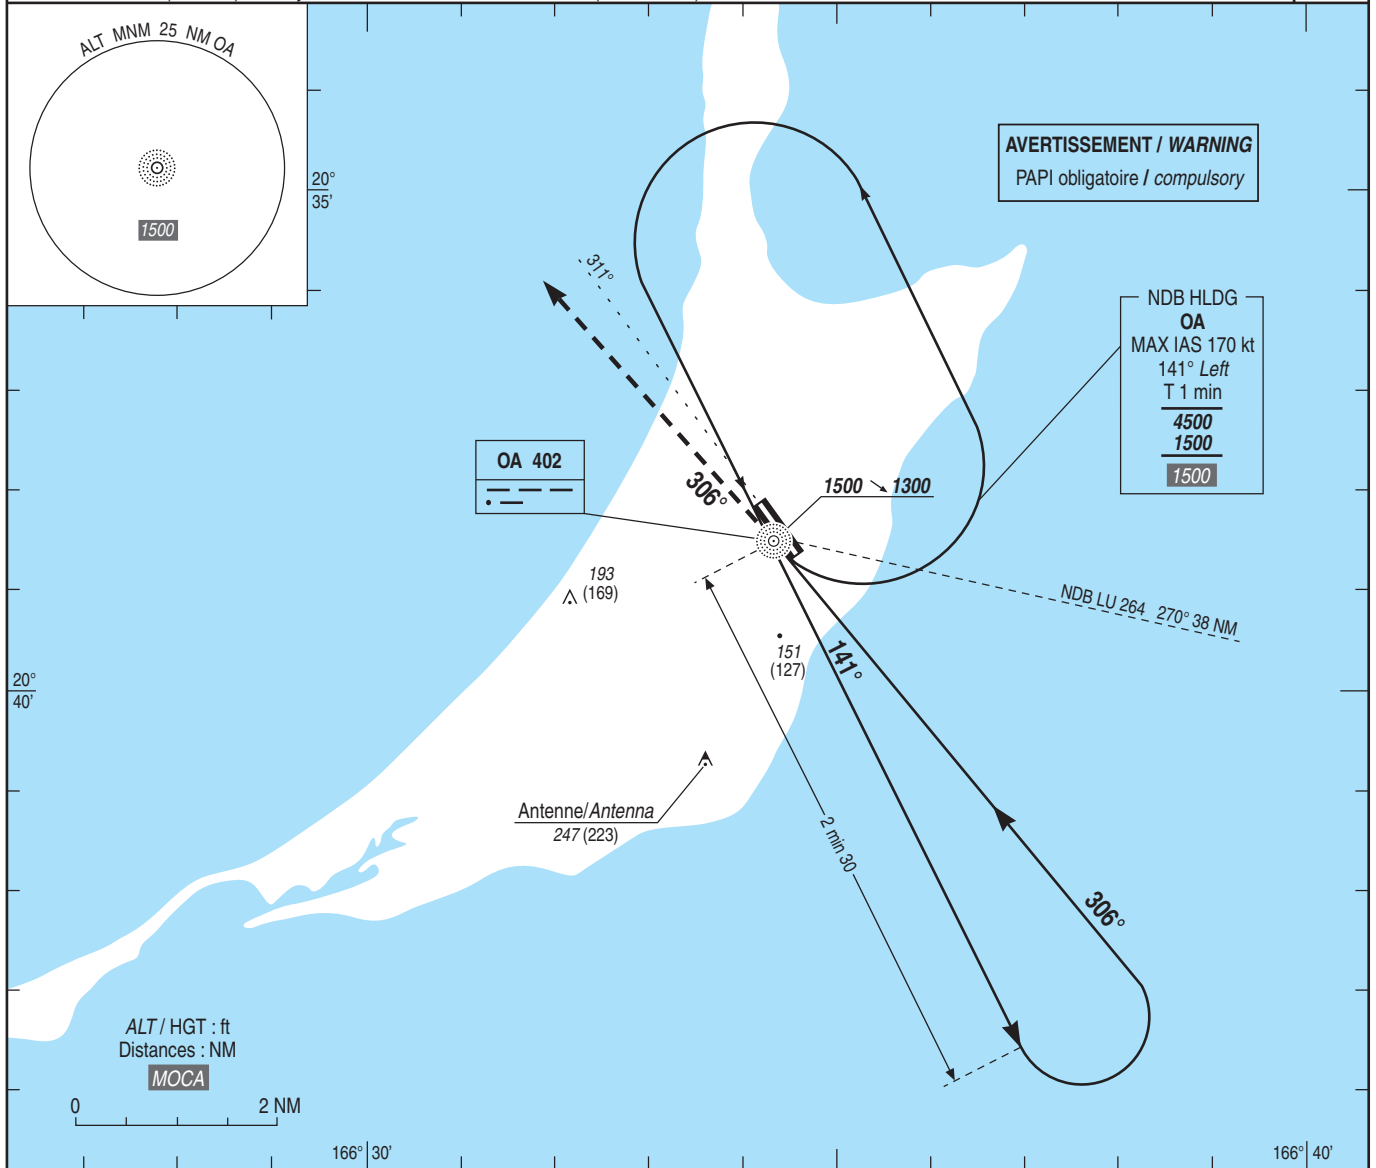 ALT MNM 25 NM OA
1500
20°
35'
AVERTISSEMENT / WARNING
PAPI obligatoire / compulsory
311°
NDB HLDG
OA
MAX IAS 170 kt
141° Left
T 1 min
4500
1500
1500
OA 402
306°
1500 ↘ 1300
193
(169)
NDB LU 264 270° 38 NM
151
(127)
141°
20°
40'
Antenne/Antenna
247 (223)
2 min 30
306°
ALT / HGT : ft
Distances : NM
MOCA
0 2 NM
166° 30'
166° 40'